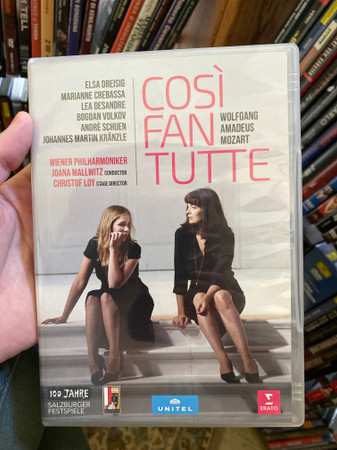 ELSA DREISIG
MARIANNE CREBASSA
LEA DESANDRE
BOGDAN VOLKOV
ANDRÈ SCHUEN
JOHANNES MARTIN KRÄNZLE
WIENER PHILHARMONIKER
JOANA MALLWITZ CONDUCTOR
CHRISTOF LOY STAGE DIRECTOR
COSÌ
FAN
TUTTE
WOLFGANG
AMADEUS
MOZART
100 JAHRE
SALZBURGER
FESTSPIELE
UNITEL
ERATO